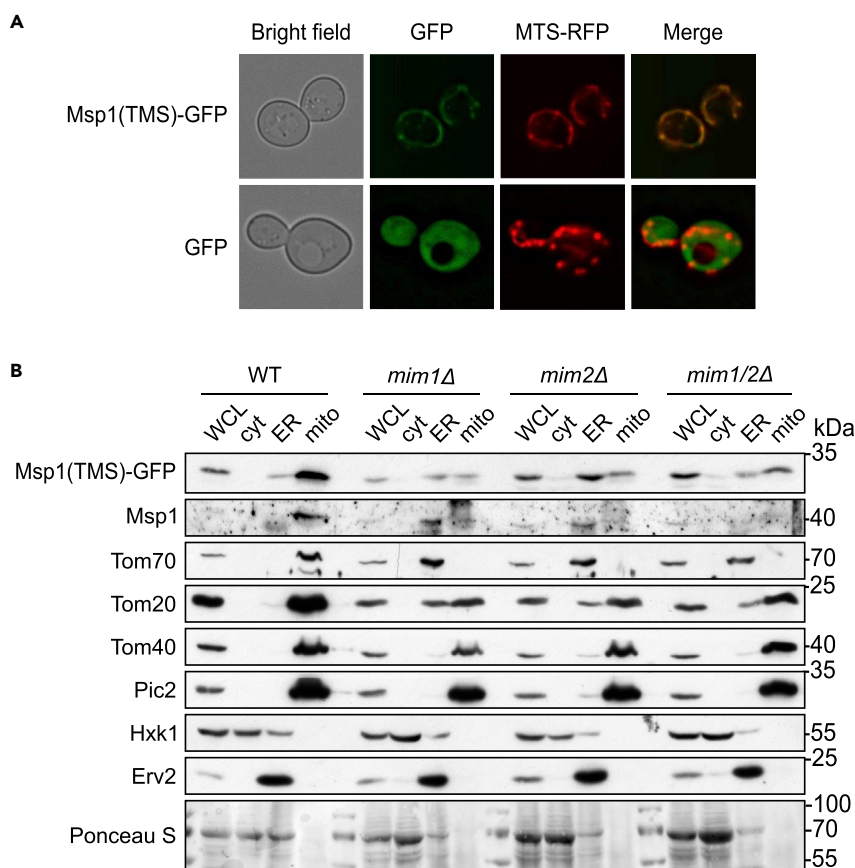 A
Bright field GFP MTS-RFP Merge
Msp1(TMS)-GFP
GFP
B
WT mim1Δ mim2Δ mim1/2Δ
WCL cyt ER mito WCL cyt ER mito WCL cyt ER mito WCL cyt ER mito kDa
35
Msp1(TMS)-GFP
Msp1 40
Tom70 70
25
Tom20
Tom40 40
35
Pic2
Hxk1 55
25
Erv2
100
Ponceau S 70
55